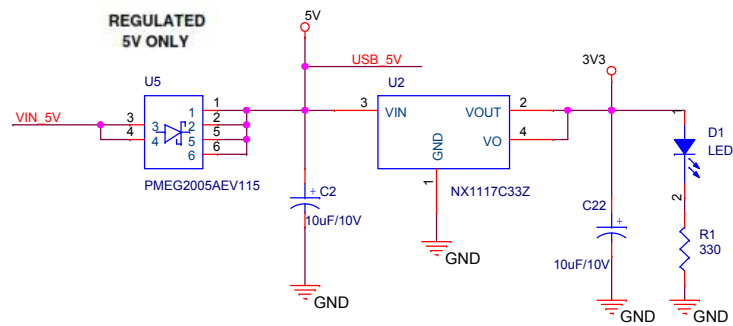 REGULATED
5V ONLY
5V
USB_5V
3V3
U5
U2
VIN_5V
3
4
3
4
1
2
5
6
1
2
5
6
3
VIN
VOUT
2
VO
4
GND
1
1
D1
LED
PMEG2005AEV115
NX1117C33Z
+
C2
10uF/10V
C22
+
10uF/10V
2
R1
330
GND
GND
GND
GND